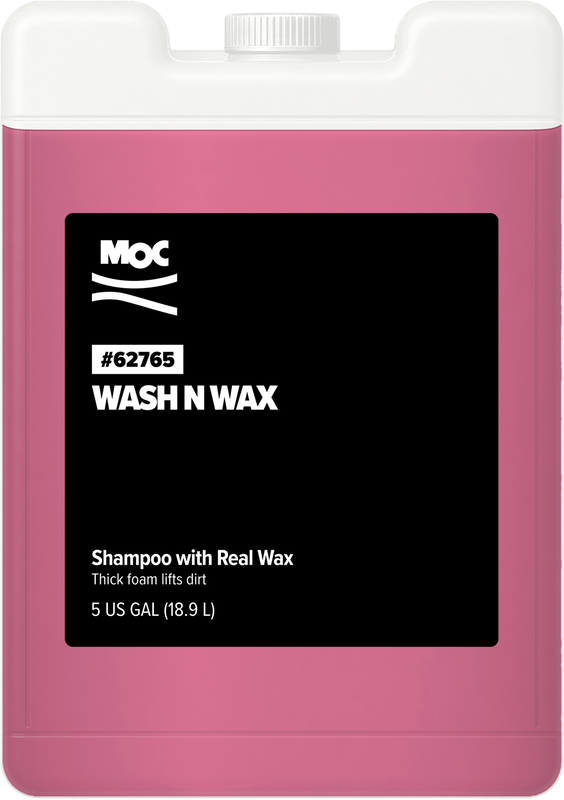 MOC
#62765
WASH N WAX
Shampoo with Real Wax
Thick foam lifts dirt
5 US GAL (18.9 L)